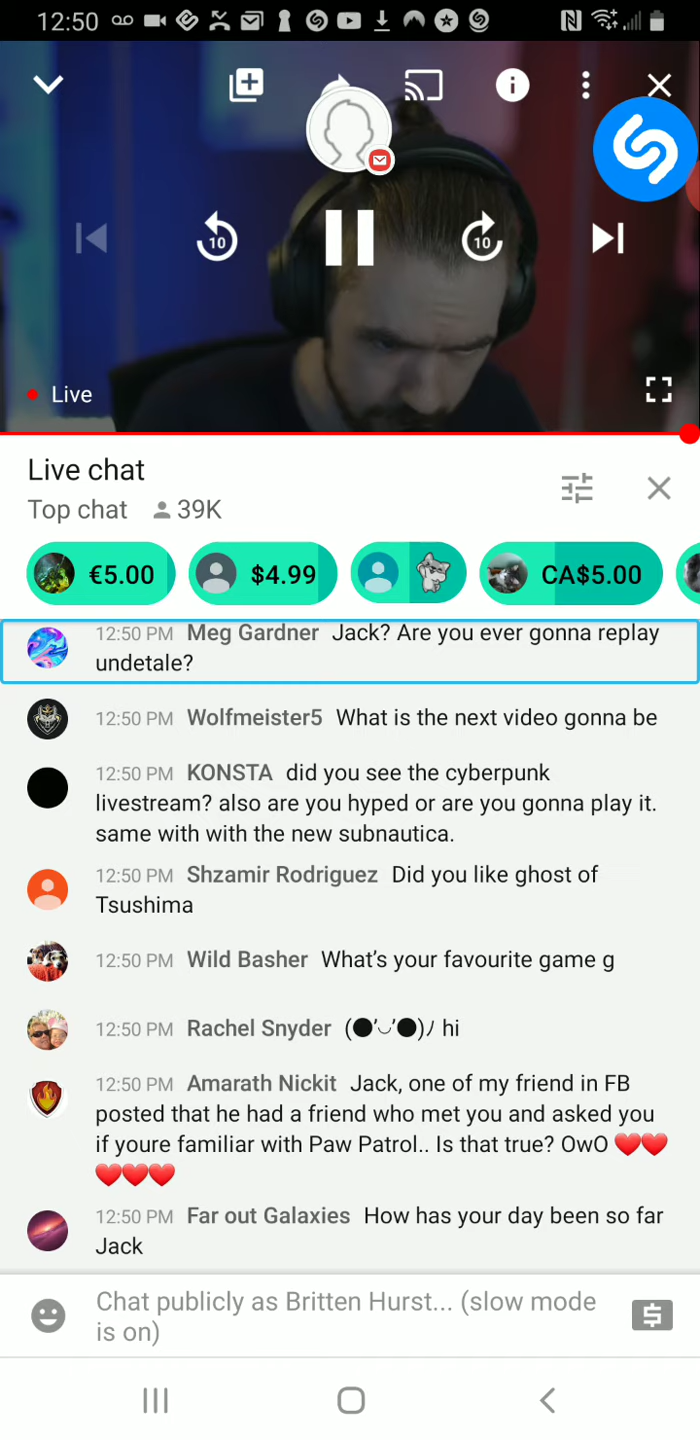 12:50
10
10
Live
Live chat
Top chat 39K
€5.00 $4.99 CA$5.00
12:50 PM Meg Gardner Jack? Are you ever gonna replay
undetale?
12:50 PM Wolfmeister5 What is the next video gonna be
12:50 PM KONSTA did you see the cyberpunk
livestream? also are you hyped or are you gonna play it.
same with with the new subnautica.
12:50 PM Shzamir Rodriguez Did you like ghost of
Tsushima
12:50 PM Wild Basher What's your favourite game g
12:50 PM Rachel Snyder (●'◡'●)ﾉ hi
12:50 PM Amarath Nickit Jack, one of my friend in FB
posted that he had a friend who met you and asked you
if youre familiar with Paw Patrol.. Is that true? OwO ❤️❤️
❤️❤️❤️
12:50 PM Far out Galaxies How has your day been so far
Jack
Chat publicly as Britten Hurst... (slow mode
is on)